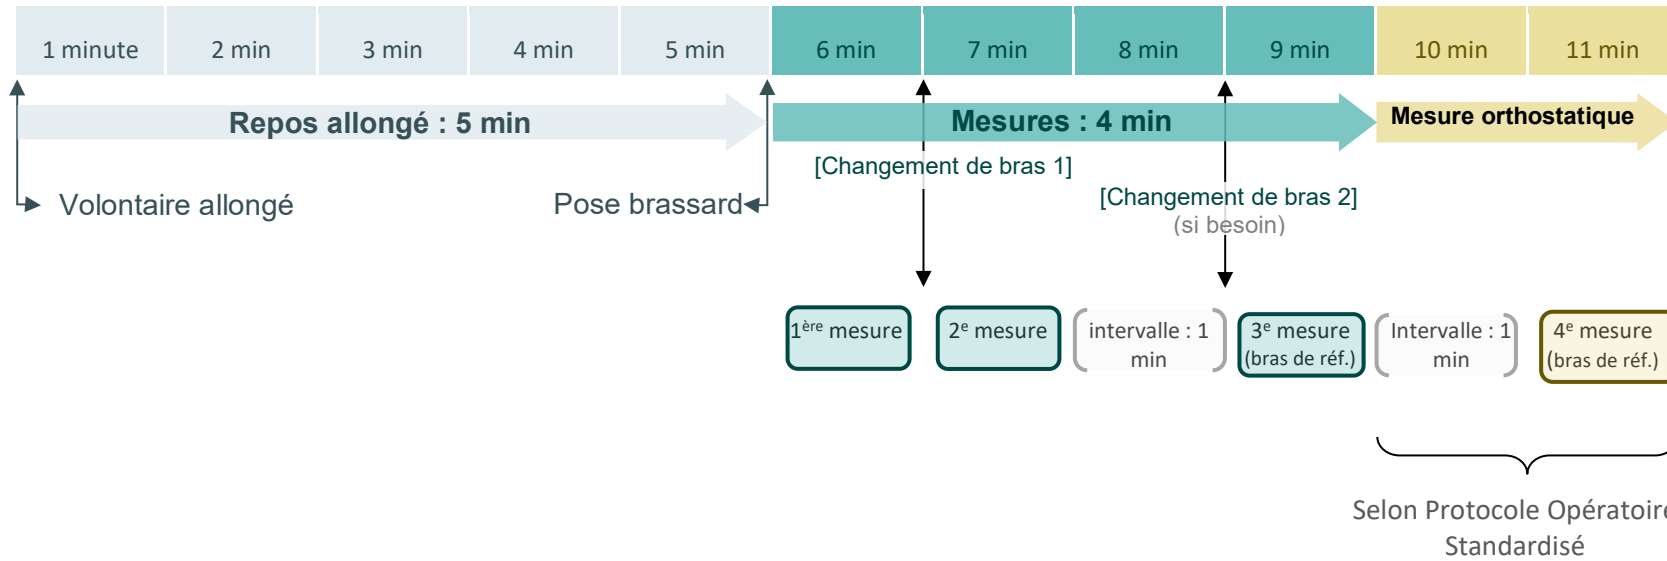 1 minute 2 min 3 min 4 min 5 min 6 min 7 min 8 min 9 min 10 min 11 min
Repos allongé : 5 min
Mesures : 4 min
Mesure orthostatique
[Changement de bras 1]
Volontaire allongé
Pose brassard
[Changement de bras 2]
(si besoin)
1ère mesure
2e mesure
intervalle : 1
min
3e mesure
(bras de réf.)
Intervalle : 1
min
4e mesure
(bras de réf.)
Selon Protocole Opératoire
Standardisé